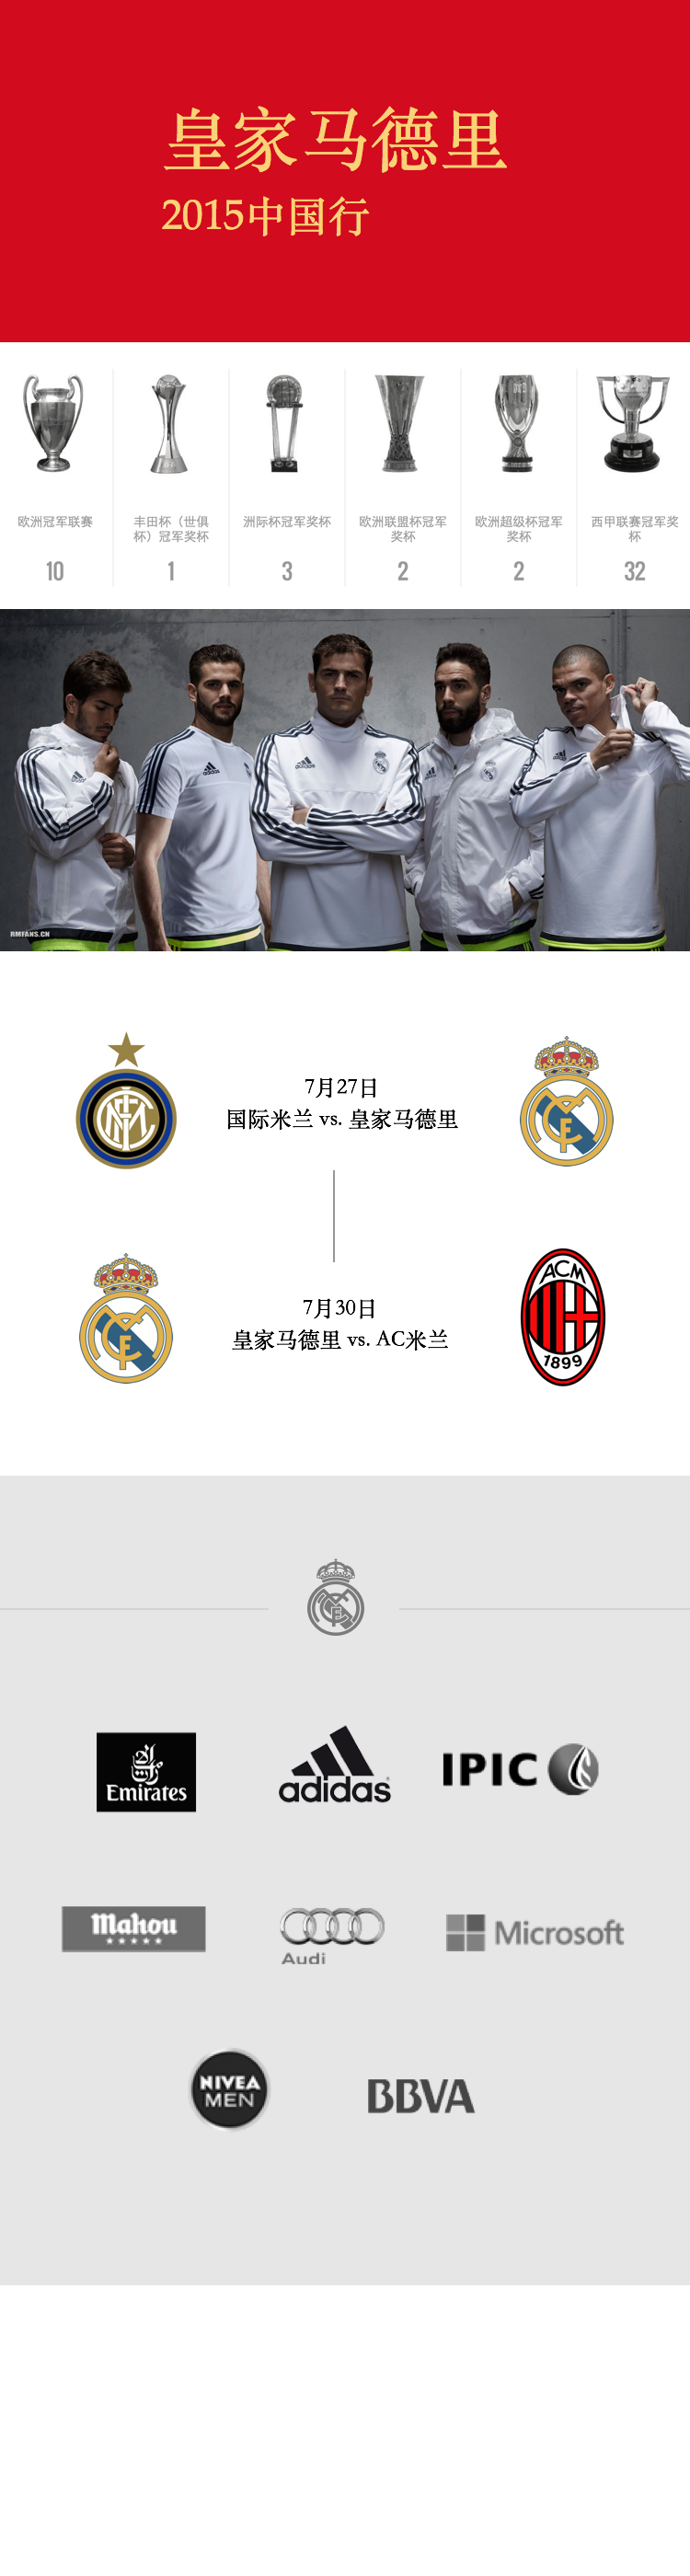 皇家马德里
2015中国行
欧洲冠军联赛
10
丰田杯（世俱
杯）冠军奖杯
1
洲际杯冠军奖杯
3
欧洲联盟杯冠军
奖杯
2
欧洲超级杯冠军
奖杯
2
西甲联赛冠军奖
杯
32
adidas
adidas
adidas
adidas
RMFANS.CN
7月27日
国际米兰 vs. 皇家马德里
7月30日
皇家马德里 vs. AC米兰
ACM
1899
Emirates
adidas
IPIC
Mahou
Audi
Microsoft
NIVEA
MEN
BBVA